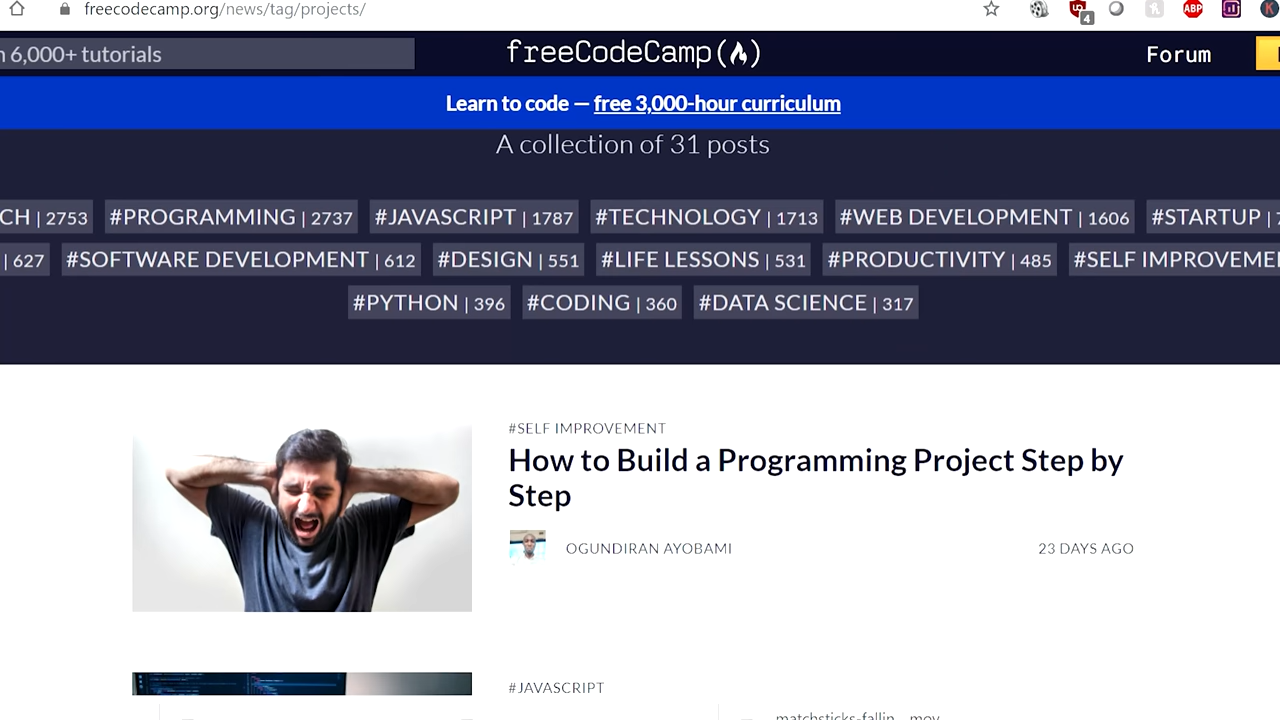 freecodecamp.org/news/tag/projects/
4
ABP
K
6,000+ tutorials
freeCodeCamp
Forum
Learn to code — free 3,000-hour curriculum
A collection of 31 posts
CH | 2753 #PROGRAMMING | 2737 #JAVASCRIPT | 1787 #TECHNOLOGY | 1713 #WEB DEVELOPMENT | 1606 #STARTUP |
| 627 #SOFTWARE DEVELOPMENT | 612 #DESIGN | 551 #LIFE LESSONS | 531 #PRODUCTIVITY | 485 #SELF IMPROVEME
#PYTHON | 396 #CODING | 360 #DATA SCIENCE | 317
#SELF IMPROVEMENT
How to Build a Programming Project Step by
Step
OGUNDIRAN AYOBAMI
23 DAYS AGO
#JAVASCRIPT